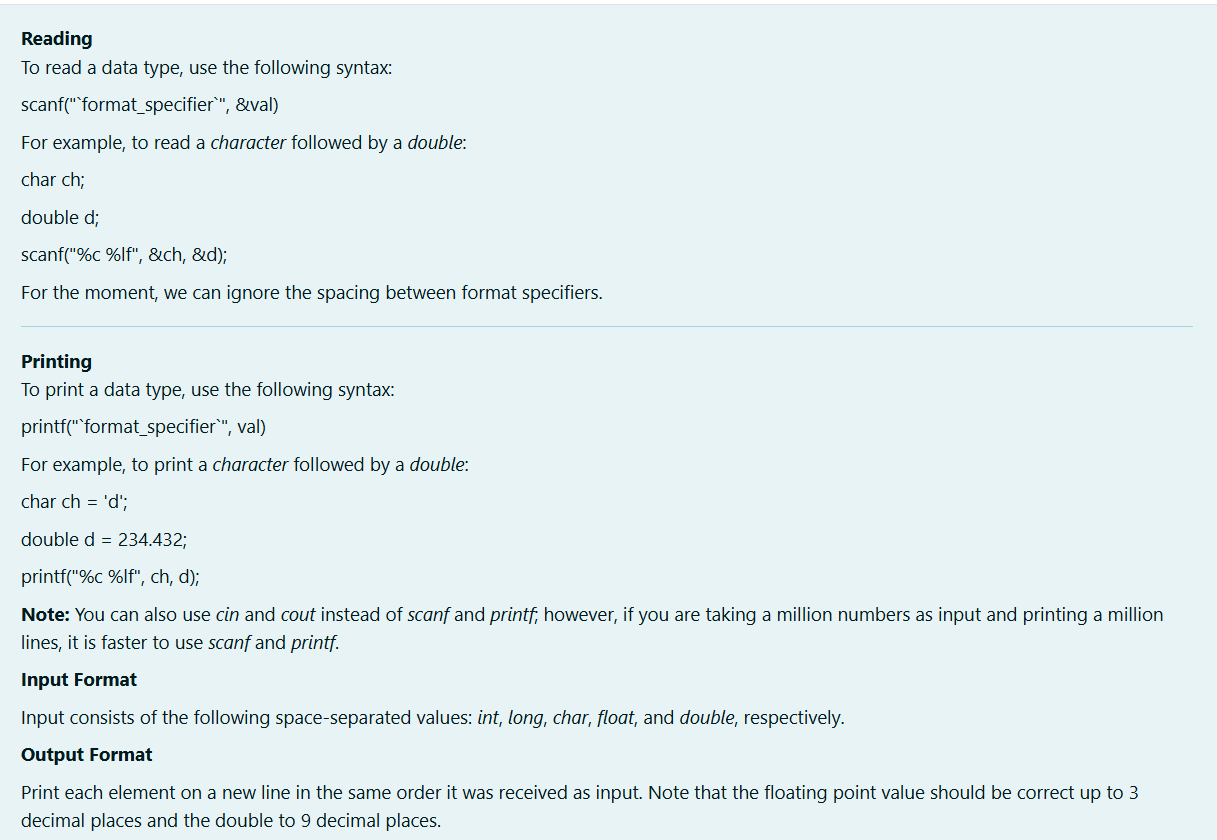 Reading
To read a data type, use the following syntax:
scanf("`format_specifier`", &val)
For example, to read a character followed by a double:
char ch;
double d;
scanf("%c %lf", &ch, &d);
For the moment, we can ignore the spacing between format specifiers.
Printing
To print a data type, use the following syntax:
printf("`format_specifier`", val)
For example, to print a character followed by a double:
char ch = 'd';
double d = 234.432;
printf("%c %lf", ch, d);
Note: You can also use cin and cout instead of scanf and printf; however, if you are taking a million numbers as input and printing a million
lines, it is faster to use scanf and printf.
Input Format
Input consists of the following space-separated values: int, long, char, float, and double, respectively.
Output Format
Print each element on a new line in the same order it was received as input. Note that the floating point value should be correct up to 3
decimal places and the double to 9 decimal places.